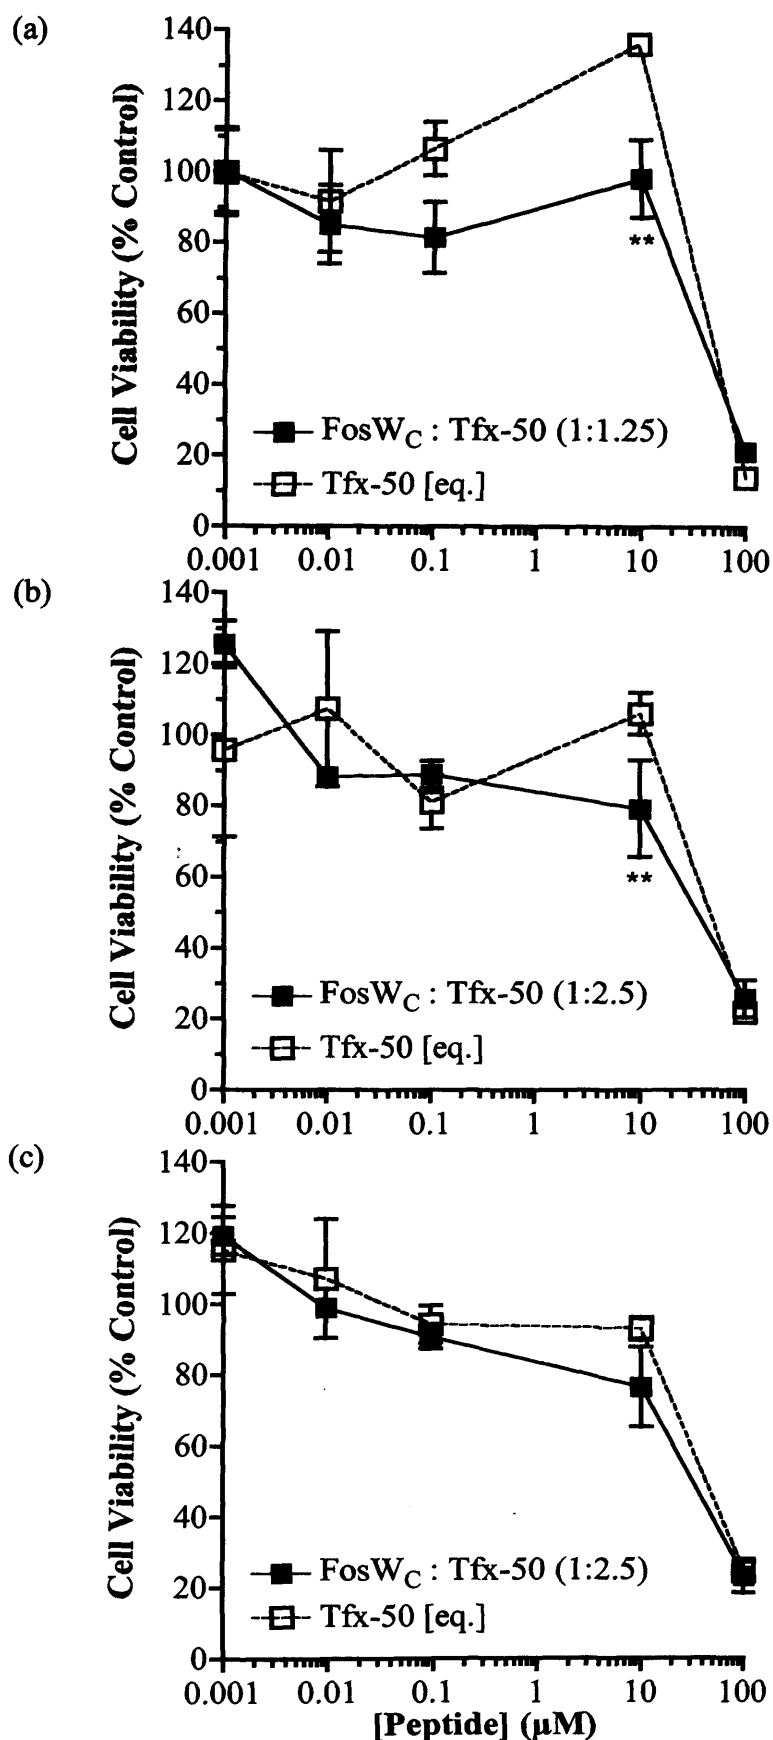 (a)
Cell Viability (% Control)
140
120
100
80
60
40
20
0
**
FosWC : Tfx-50 (1:1.25)
Tfx-50 [eq.]
0.001 0.01 0.1 1 10 100
(b)
Cell Viability (% Control)
140
120
100
80
60
40
20
0
**
FosWC : Tfx-50 (1:2.5)
Tfx-50 [eq.]
0.001 0.01 0.1 1 10 100
(c)
Cell Viability (% Control)
140
120
100
80
60
40
20
0
FosWC : Tfx-50 (1:2.5)
Tfx-50 [eq.]
0.001 0.01 0.1 1 10 100
[Peptide] (µM)